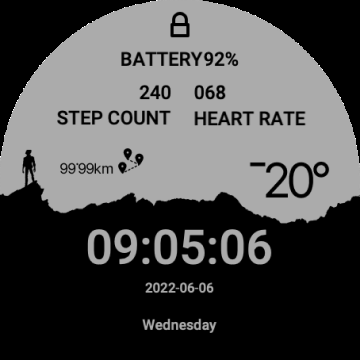 BATTERY92%
240 068
STEP COUNT HEART RATE
99'99km -20°
09:05:06
2022-06-06
Wednesday